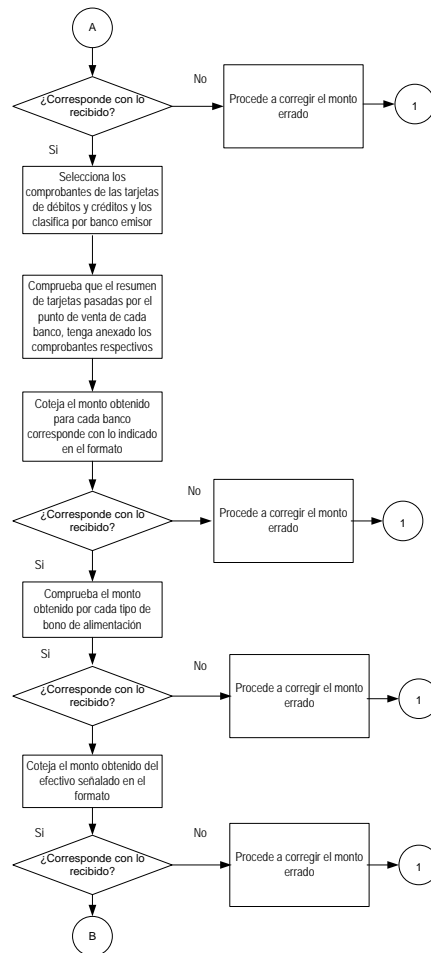 A
¿Corresponde con lo
recibido?
No
Procede a corregir el monto
errado
1
Si
Selecciona los
comprobantes de las tarjetas
de débitos y créditos y los
clasifica por banco emisor
Comprueba que el resumen
de tarjetas pasadas por el
punto de venta de cada
banco, tenga anexado los
comprobantes respectivos
Coteja el monto obtenido
para cada banco
corresponde con lo indicado
en el formato
¿Corresponde con lo
recibido?
No
Procede a corregir el monto
errado
1
Si
Comprueba el monto
obtenido por cada tipo de
bono de alimentación
Si
¿Corresponde con lo
recibido?
No
Procede a corregir el monto
errado
1
Coteja el monto obtenido del
efectivo señalado en el
formato
Si
¿Corresponde con lo
recibido?
No
Procede a corregir el monto
errado
1
B